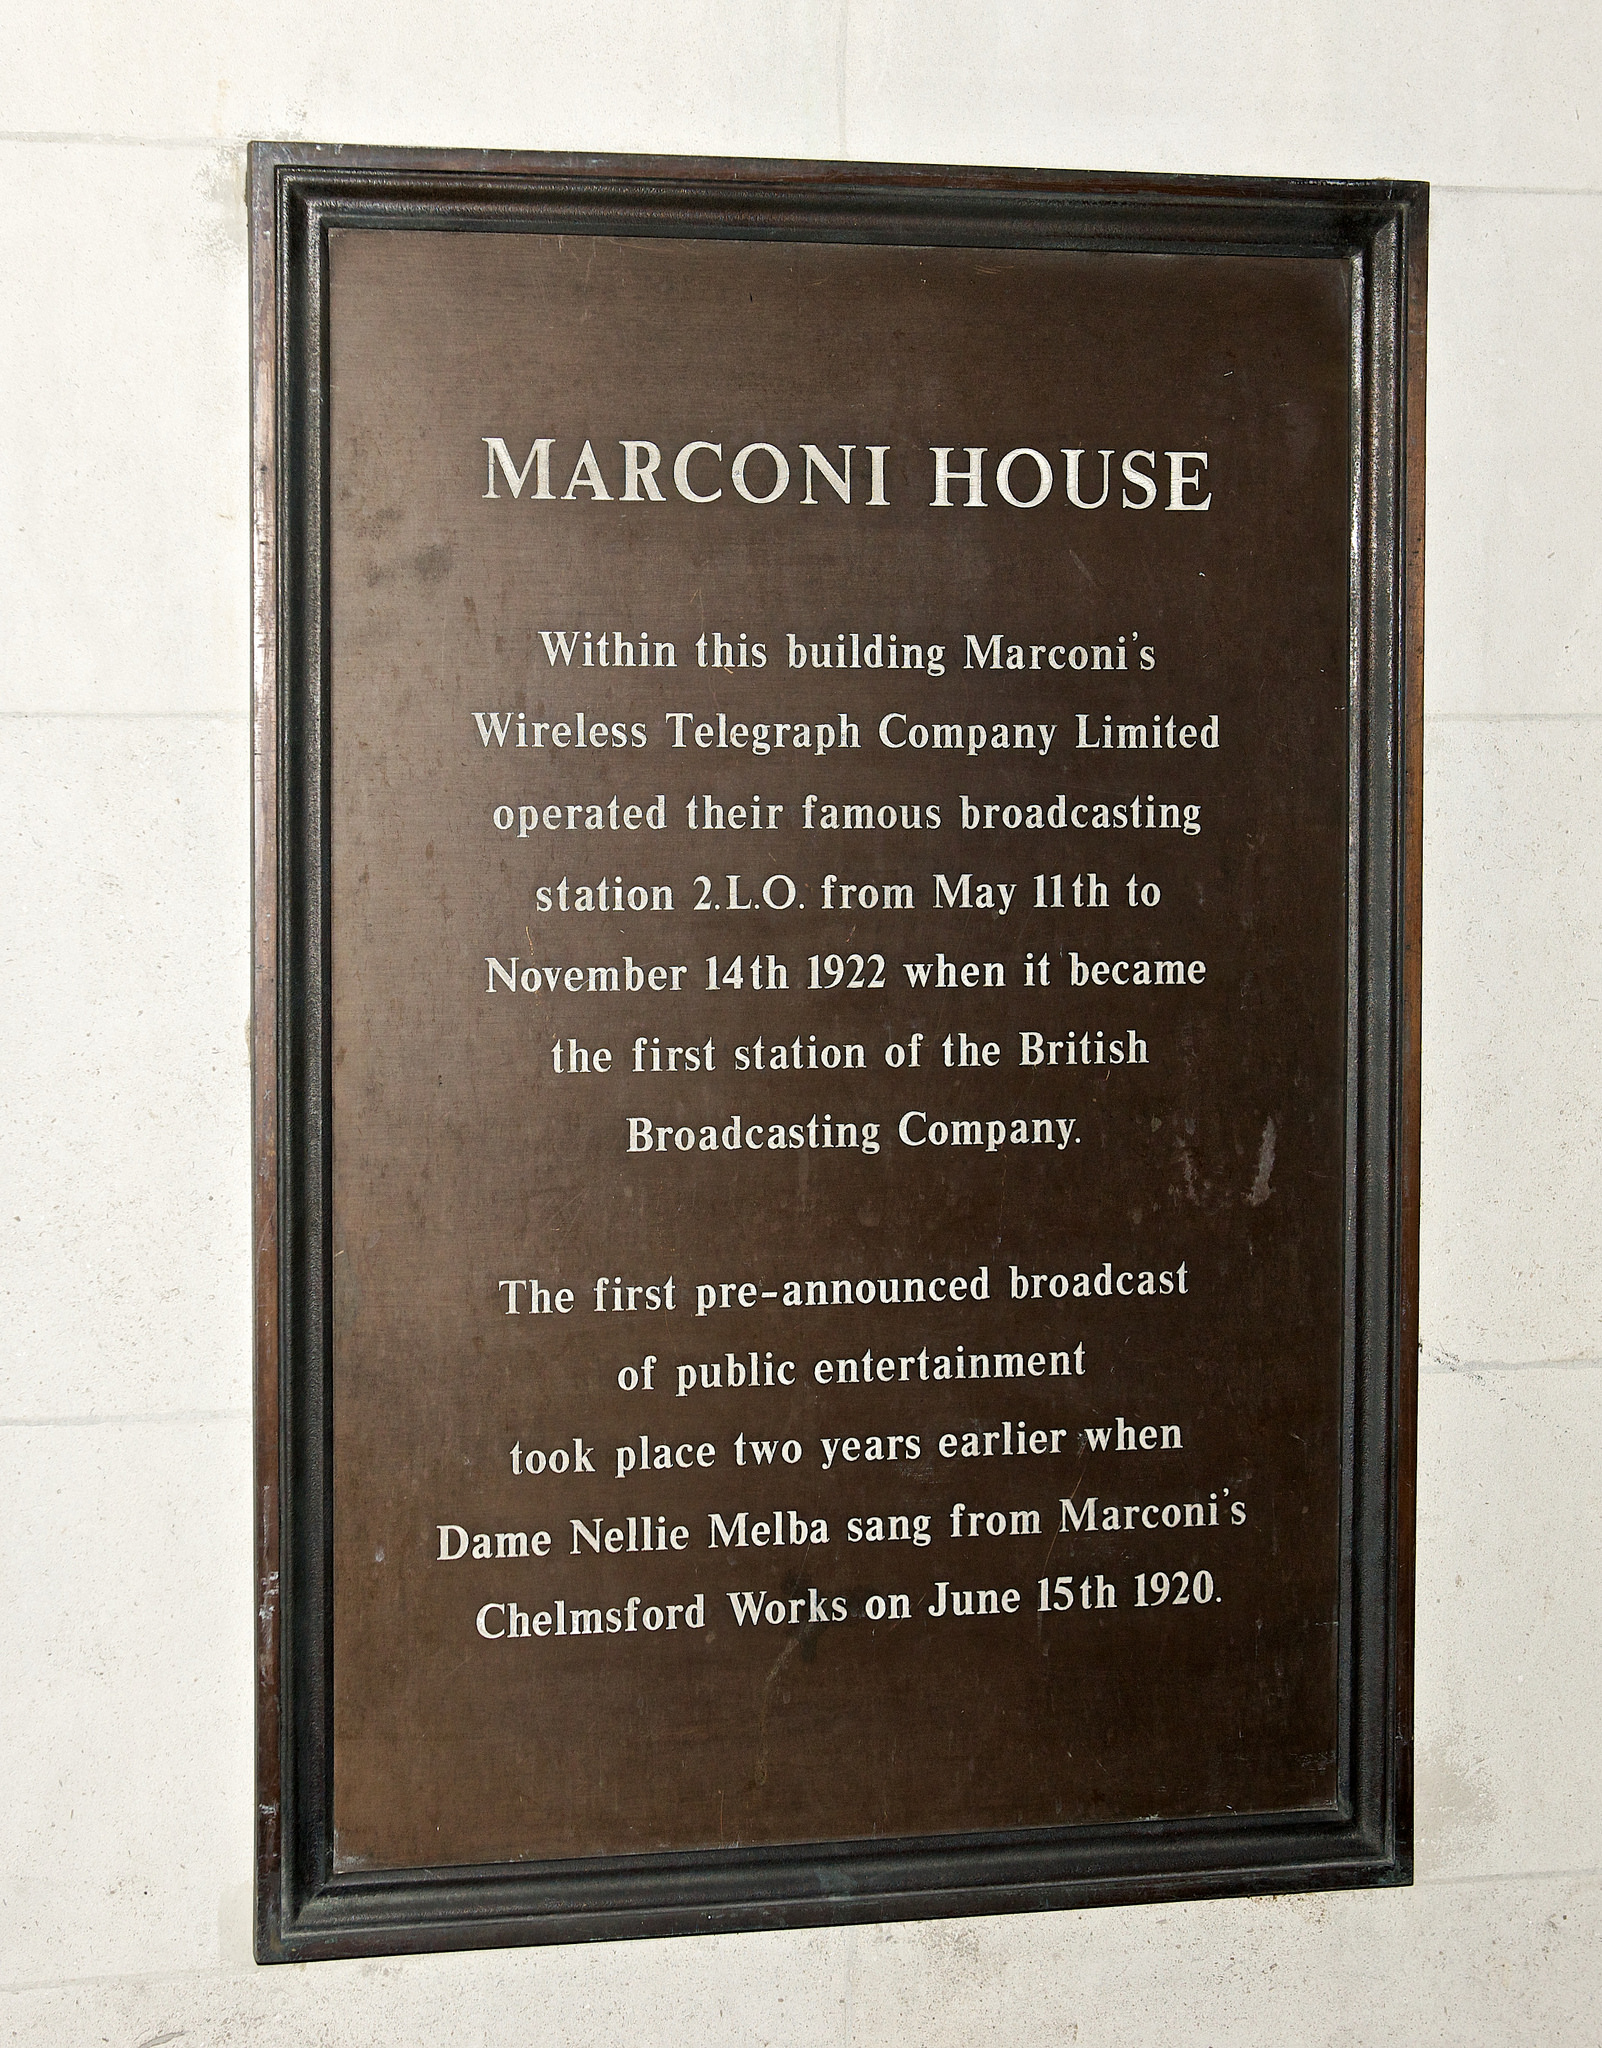 MARCONI HOUSE
Within this building Marconi's
Wireless Telegraph Company Limited
operated their famous broadcasting
station 2.L.O. from May 11th to
November 14th 1922 when it became
the first station of the British
Broadcasting Company.
The first pre-announced broadcast
of public entertainment
took place two years earlier when
Dame Nellie Melba sang from Marconi's
Chelmsford Works on June 15th 1920.